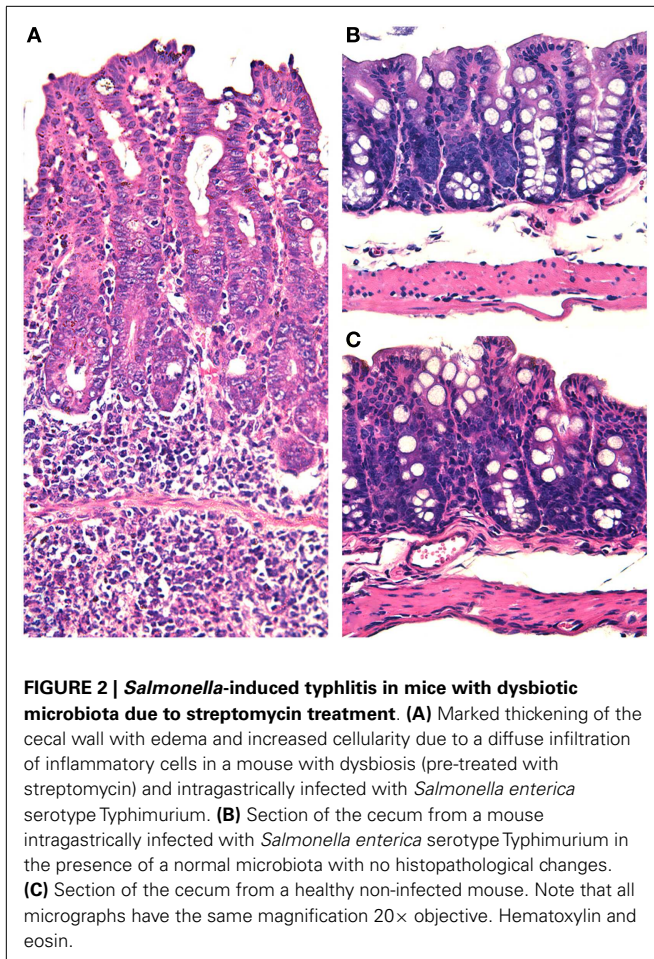 A
B
C
FIGURE 2 | Salmonella-induced typhlitis in mice with dysbiotic
microbiota due to streptomycin treatment. (A) Marked thickening of the
cecal wall with edema and increased cellularity due to a diffuse infiltration
of inflammatory cells in a mouse with dysbiosis (pre-treated with
streptomycin) and intragastrically infected with Salmonella enterica
serotype Typhimurium. (B) Section of the cecum from a mouse
intragastrically infected with Salmonella enterica serotype Typhimurium in
the presence of a normal microbiota with no histopathological changes.
(C) Section of the cecum from a healthy non-infected mouse. Note that all
micrographs have the same magnification 20× objective. Hematoxylin and
eosin.